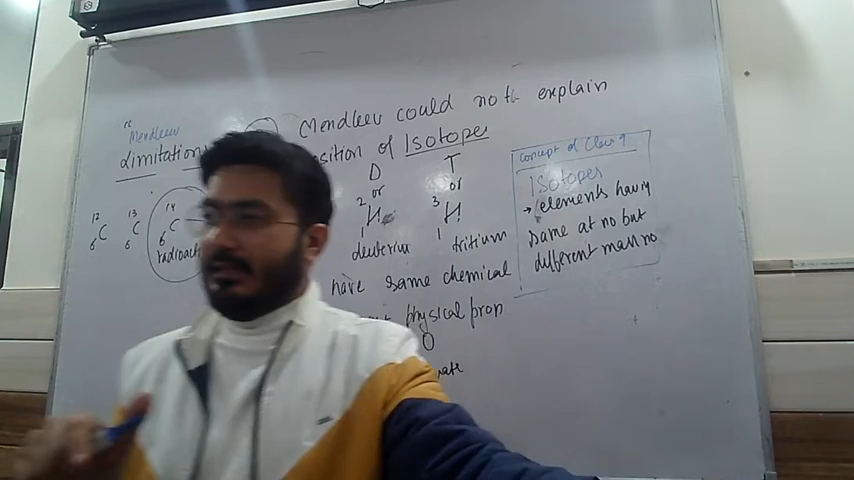 Mendleev
Limitation
Mendleev could not explain
position of Isotopes
D T
or or
2 H 1 3 H 1
deuterium tritium
12 C 6 13 C 6 14 C 6
have same chemical
physical prop
concept of Class 9
Isotopes
→ elements having
same at no but
different mass no